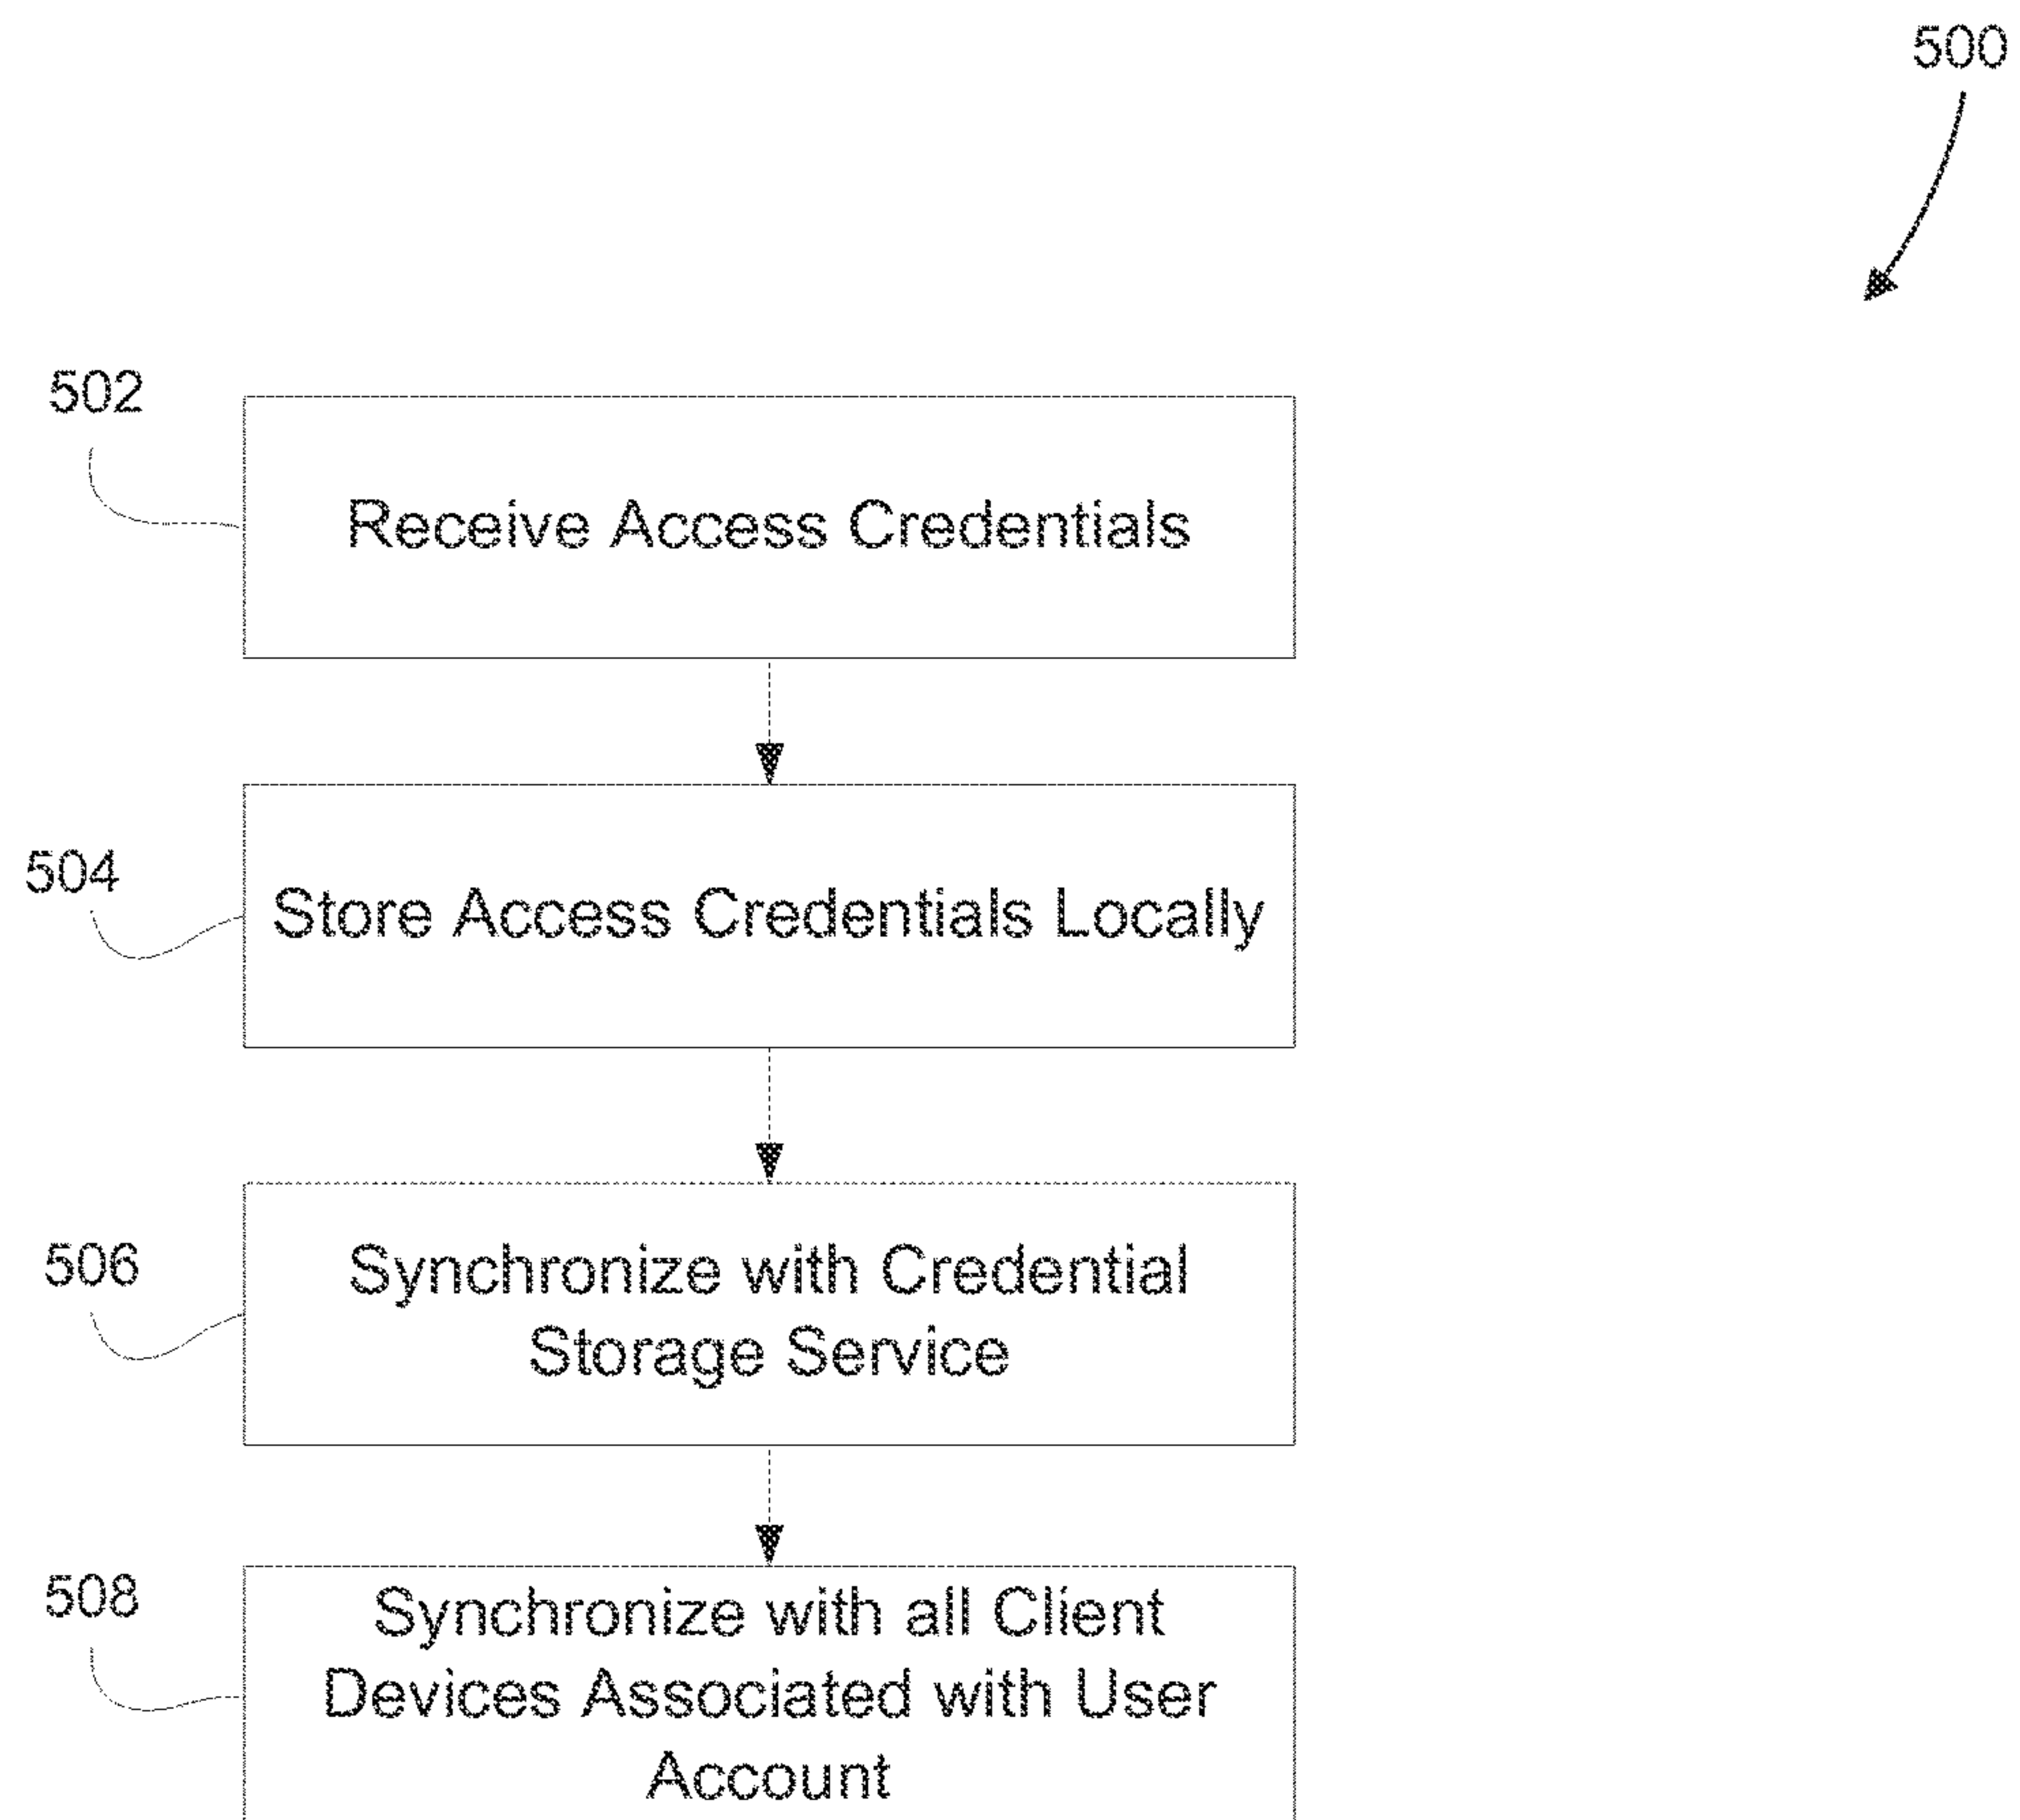 500
502
Receive Access Credentials
504
Store Access Credentials Locally
506
Synchronize with Credential
Storage Service
508
Synchronize with all Client
Devices Associated with User
Account